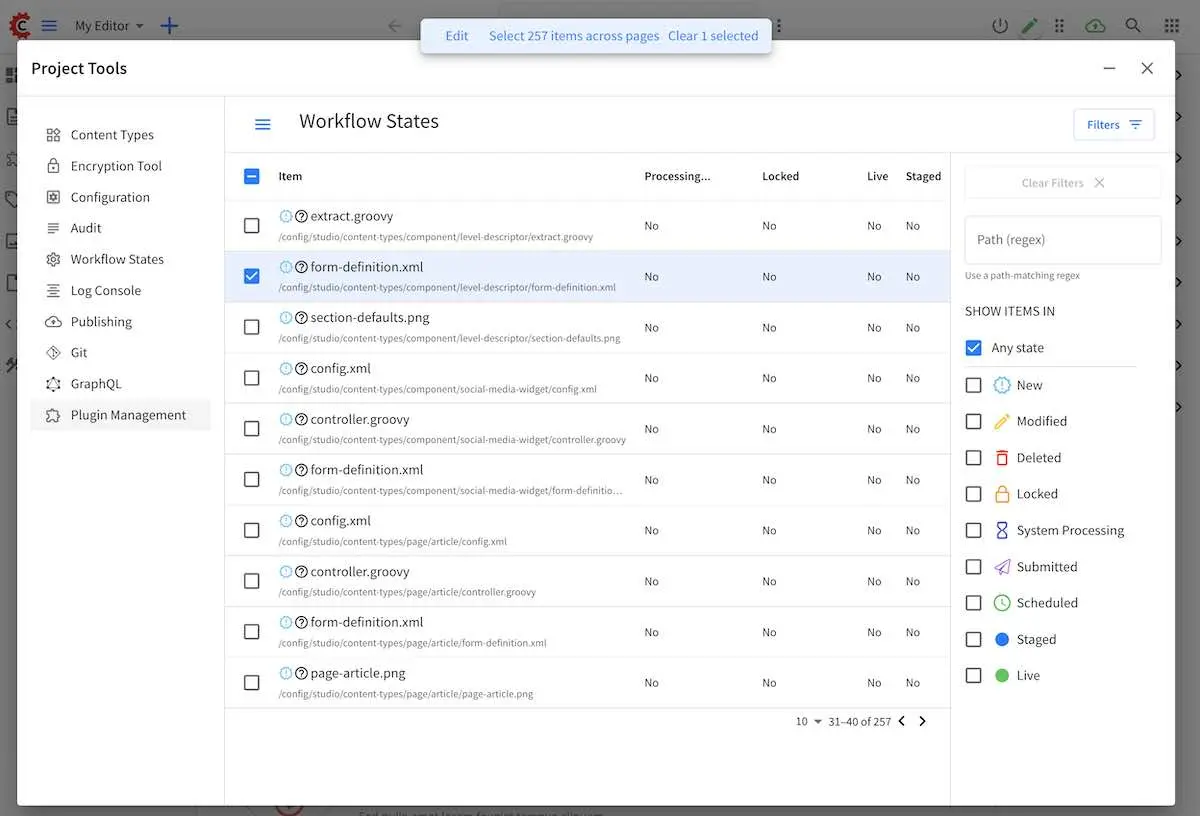 My Editor
Edit Select 257 items across pages Clear 1 selected
Project Tools
Content Types
Encryption Tool
Configuration
Audit
Workflow States
Log Console
Publishing
Git
GraphQL
Plugin Management
Workflow States
Filters
Item Processing... Locked Live Staged
extract.groovy
/config/studio/content-types/component/level-descriptor/extract.groovy
No No No No
form-definition.xml
/config/studio/content-types/component/level-descriptor/form-definition.xml
No No No No
section-defaults.png
/config/studio/content-types/component/level-descriptor/section-defaults.png
No No No No
config.xml
/config/studio/content-types/component/social-media-widget/config.xml
No No No No
controller.groovy
/config/studio/content-types/component/social-media-widget/controller.groovy
No No No No
form-definition.xml
/config/studio/content-types/component/social-media-widget/form-definitio...
No No No No
config.xml
/config/studio/content-types/page/article/config.xml
No No No No
controller.groovy
/config/studio/content-types/page/article/controller.groovy
No No No No
form-definition.xml
/config/studio/content-types/page/article/form-definition.xml
No No No No
page-article.png
/config/studio/content-types/page/article/page-article.png
No No No No
10 31–40 of 257
Clear Filters
Path (regex)
Use a path-matching regex
SHOW ITEMS IN
Any state
New
Modified
Deleted
Locked
System Processing
Submitted
Scheduled
Staged
Live